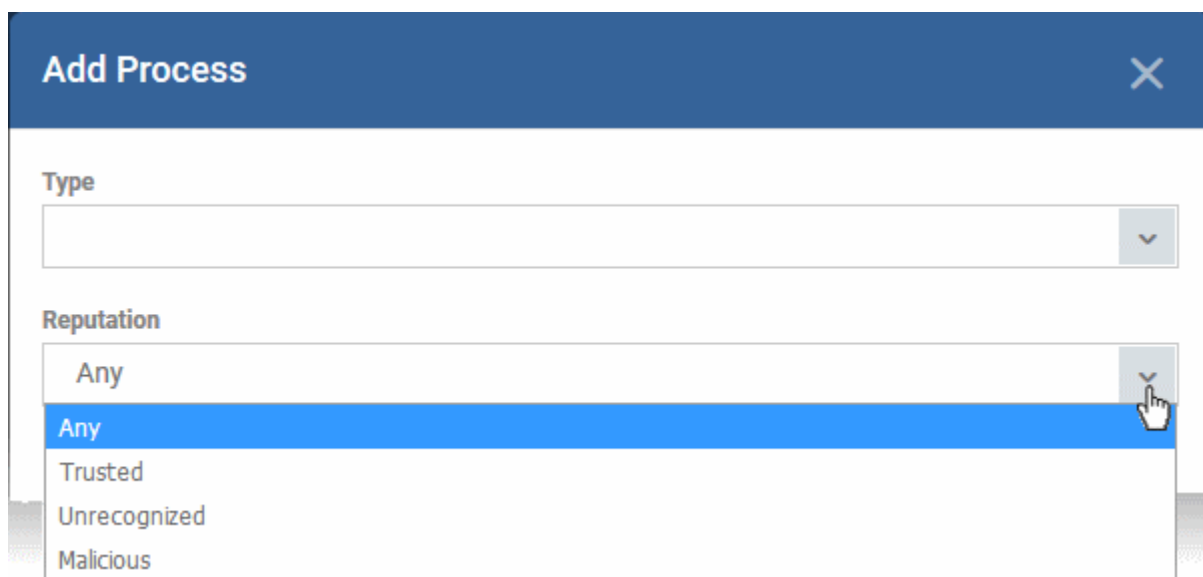 Add Process
Type
Reputation
Any
Any
Trusted
Unrecognized
Malicious